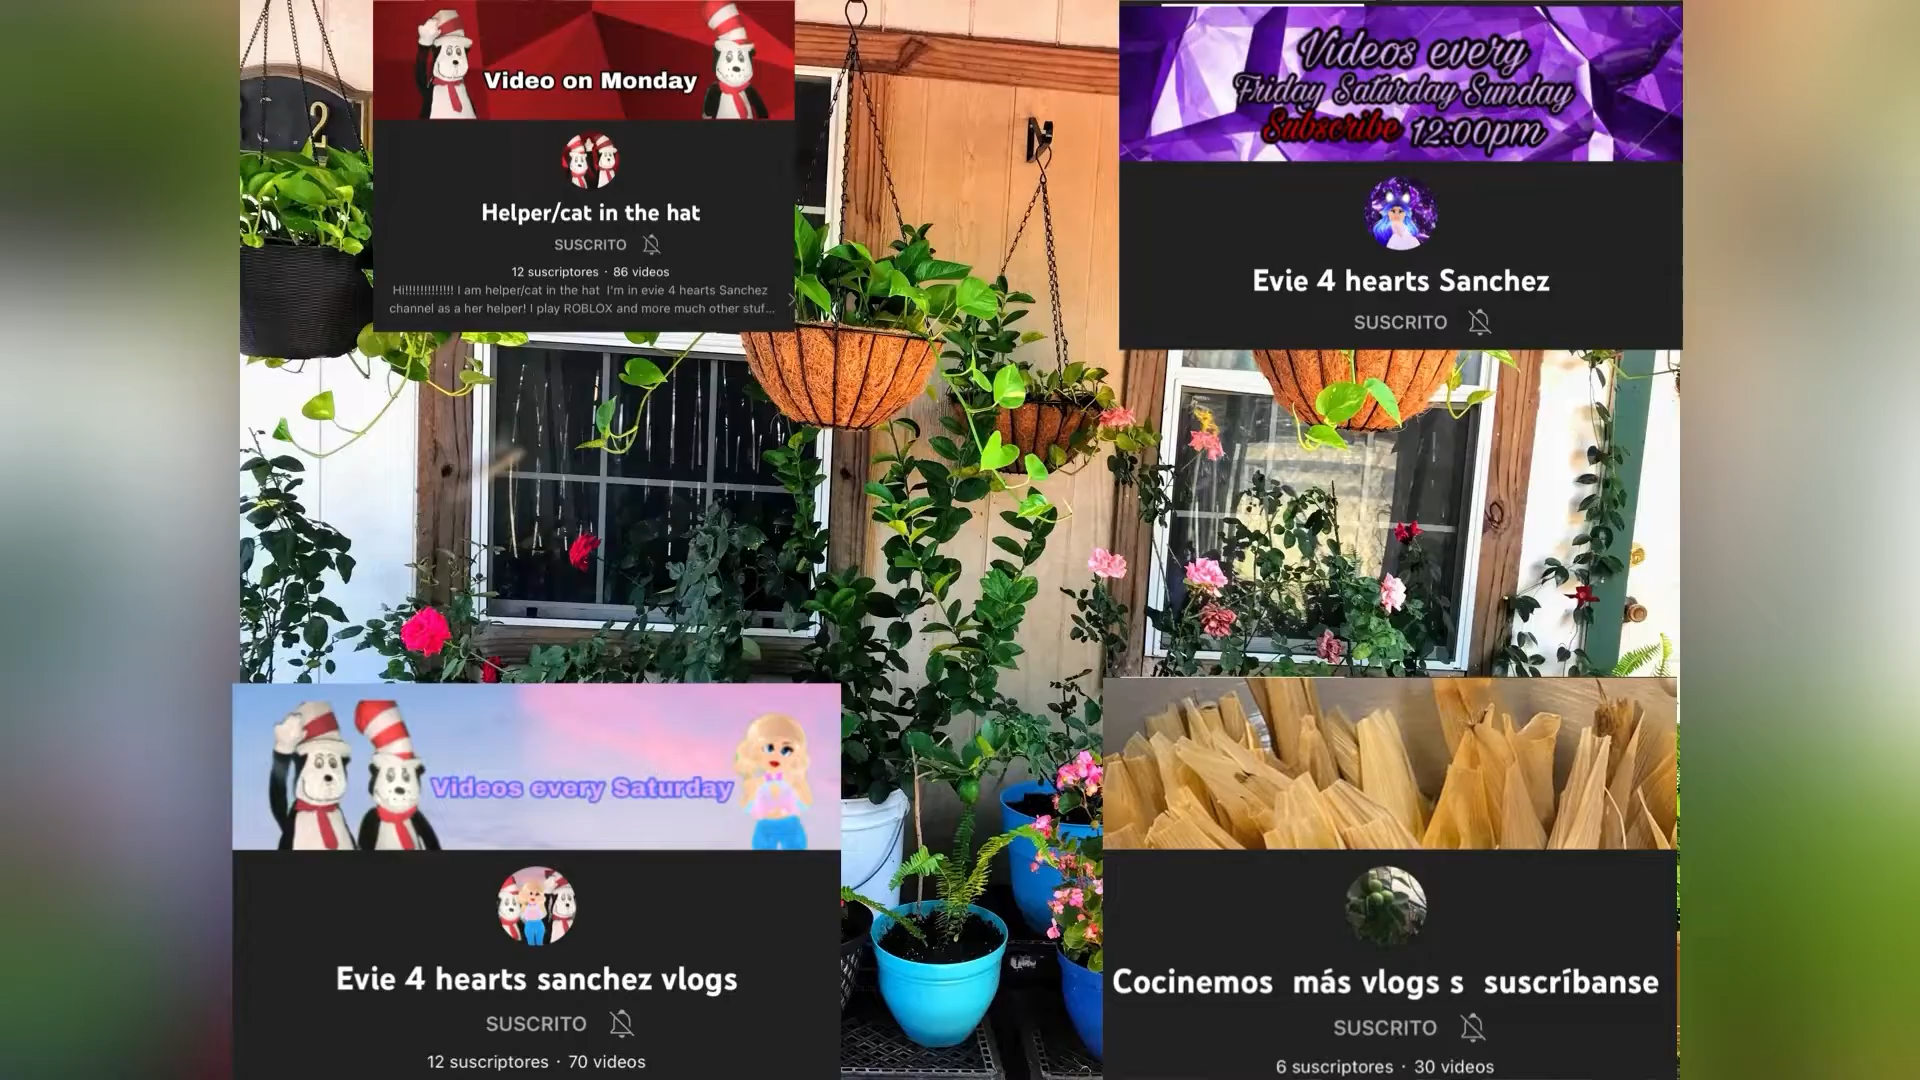 2
Video on Monday
Helper/cat in the hat
SUSCRITO
12 suscriptores · 86 videos
Hi!!!!!!!!!!!!! I am helper/cat in the hat I'm in evie 4 hearts Sanchez
channel as a her helper! I play ROBLOX and more much other stuf...
Videos every
Friday Saturday Sunday
Subscribe 12:00pm
Evie 4 hearts Sanchez
SUSCRITO
Videos every Saturday
Evie 4 hearts sanchez vlogs
SUSCRITO
12 suscriptores · 70 videos
Cocinemos más vlogs s suscríbanse
SUSCRITO
6 suscriptores · 30 videos